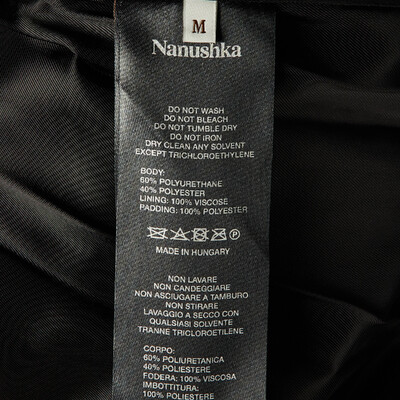 M
Nanushka
DO NOT WASH
DO NOT BLEACH
DO NOT TUMBLE DRY
DO NOT IRON
DRY CLEAN ANY SOLVENT
EXCEPT TRICHLOROETHYLENE
BODY:
60% POLYURETHANE
40% POLYESTER
LINING: 100% VISCOSE
PADDING: 100% POLYESTER
P
MADE IN HUNGARY
NON LAVARE
NON CANDEGGIARE
NON ASCIUGARE A TAMBURO
NON STIRARE
LAVAGGIO A SECCO CON
QUALSIASI SOLVENTE
TRANNE TRICLOROETILENE
CORPO:
60% POLIURETANICA
40% POLIESTERE
FODERA: 100% VISCOSA
IMBOTTITURA:
100% POLIESTERE